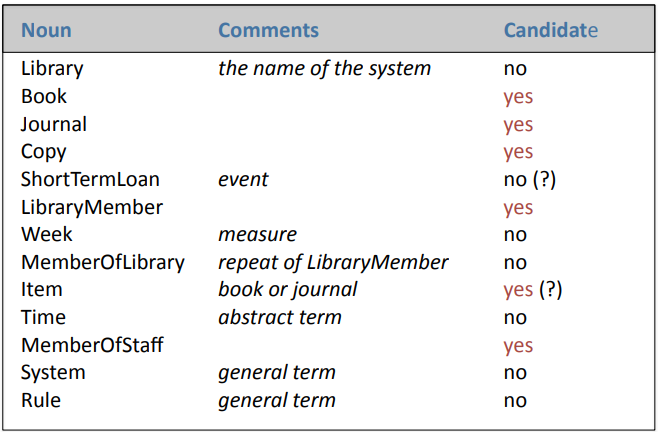 Noun Comments Candidate
Library the name of the system no
Book yes
Journal yes
Copy yes
ShortTermLoan event no (?)
LibraryMember yes
Week measure no
MemberOfLibrary repeat of LibraryMember no
Item book or journal yes (?)
Time abstract term no
MemberOfStaff yes
System general term no
Rule general term no